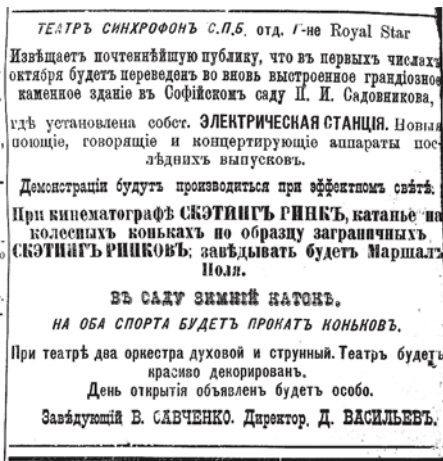 ТЕАТРЪ СИНХРОФОНЪ С.П.Б. отд. Г-не Royal Star
Извѣщаетъ почтеннѣйшую публику, что въ первыхъ числахъ
октября будетъ переведенъ во вновь выстроенное грандіозное
каменное зданіе въ Софійскомъ саду П. И. Садовникова,
гдѣ установлена собст. ЭЛЕКТРИЧЕСКАЯ СТАНЦІЯ. Новыя
поющіе, говорящіе и концертирующіе аппараты пос-
лѣднихъ выпусковъ.
Демонстраціи будутъ производиться при эффектномъ свѣтѣ.
При кинематографѣ СКЭТИНГЪ РИНКЪ, катанье на
колесныхъ конькахъ по образцу заграничныхъ
СКЭТИНГЪ РИНКОВЪ; завѣдывать будетъ Маршалъ
Поля.
ВЪ САДУ ЗИМНІЙ КАТОКЪ.
НА ОБА СПОРТА БУДЕТЪ ПРОКАТЪ КОНЬКОВЪ.
При театрѣ два оркестра духовой и струнный. Театръ будетъ
красиво декорированъ.
День открытія объявленъ будетъ особо.
Завѣдующій В. САВЧЕНКО. Директор. Д. ВАСИЛЬЕВЪ.